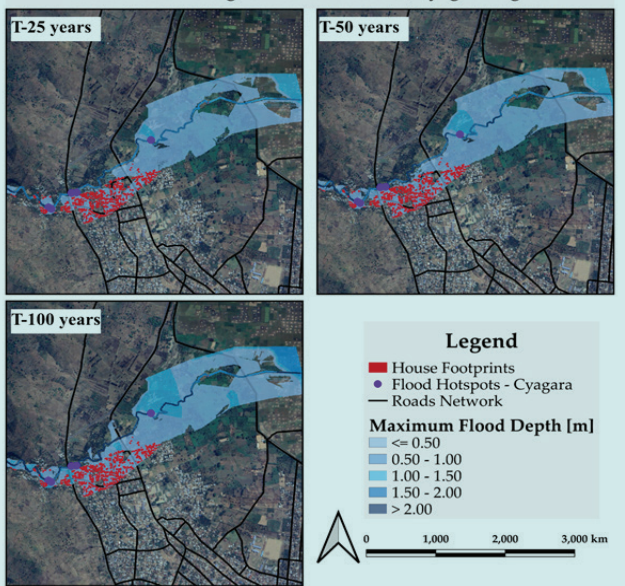 T-25 years
T-50 years
T-100 years
Legend
House Footprints
Flood Hotspots - Cyagara
Roads Network
Maximum Flood Depth [m]
<= 0.50
0.50 - 1.00
1.00 - 1.50
1.50 - 2.00
> 2.00
0 1,000 2,000 3,000 km